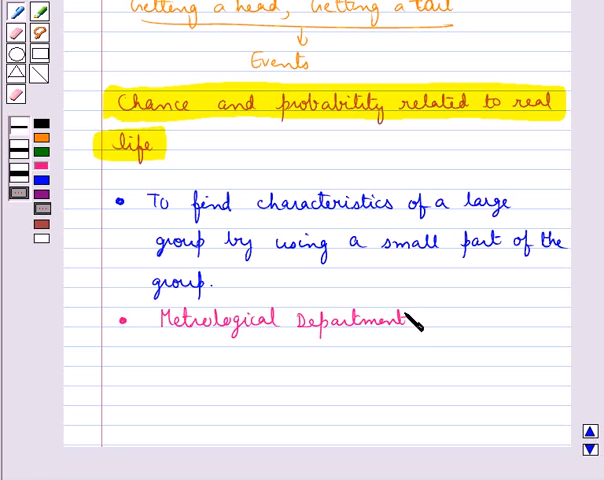 Getting a head, Getting a tail
Events
Chance and probability related to real
life
• To find characteristics of a large
group by using a small part of the
group.
• Metrological Department